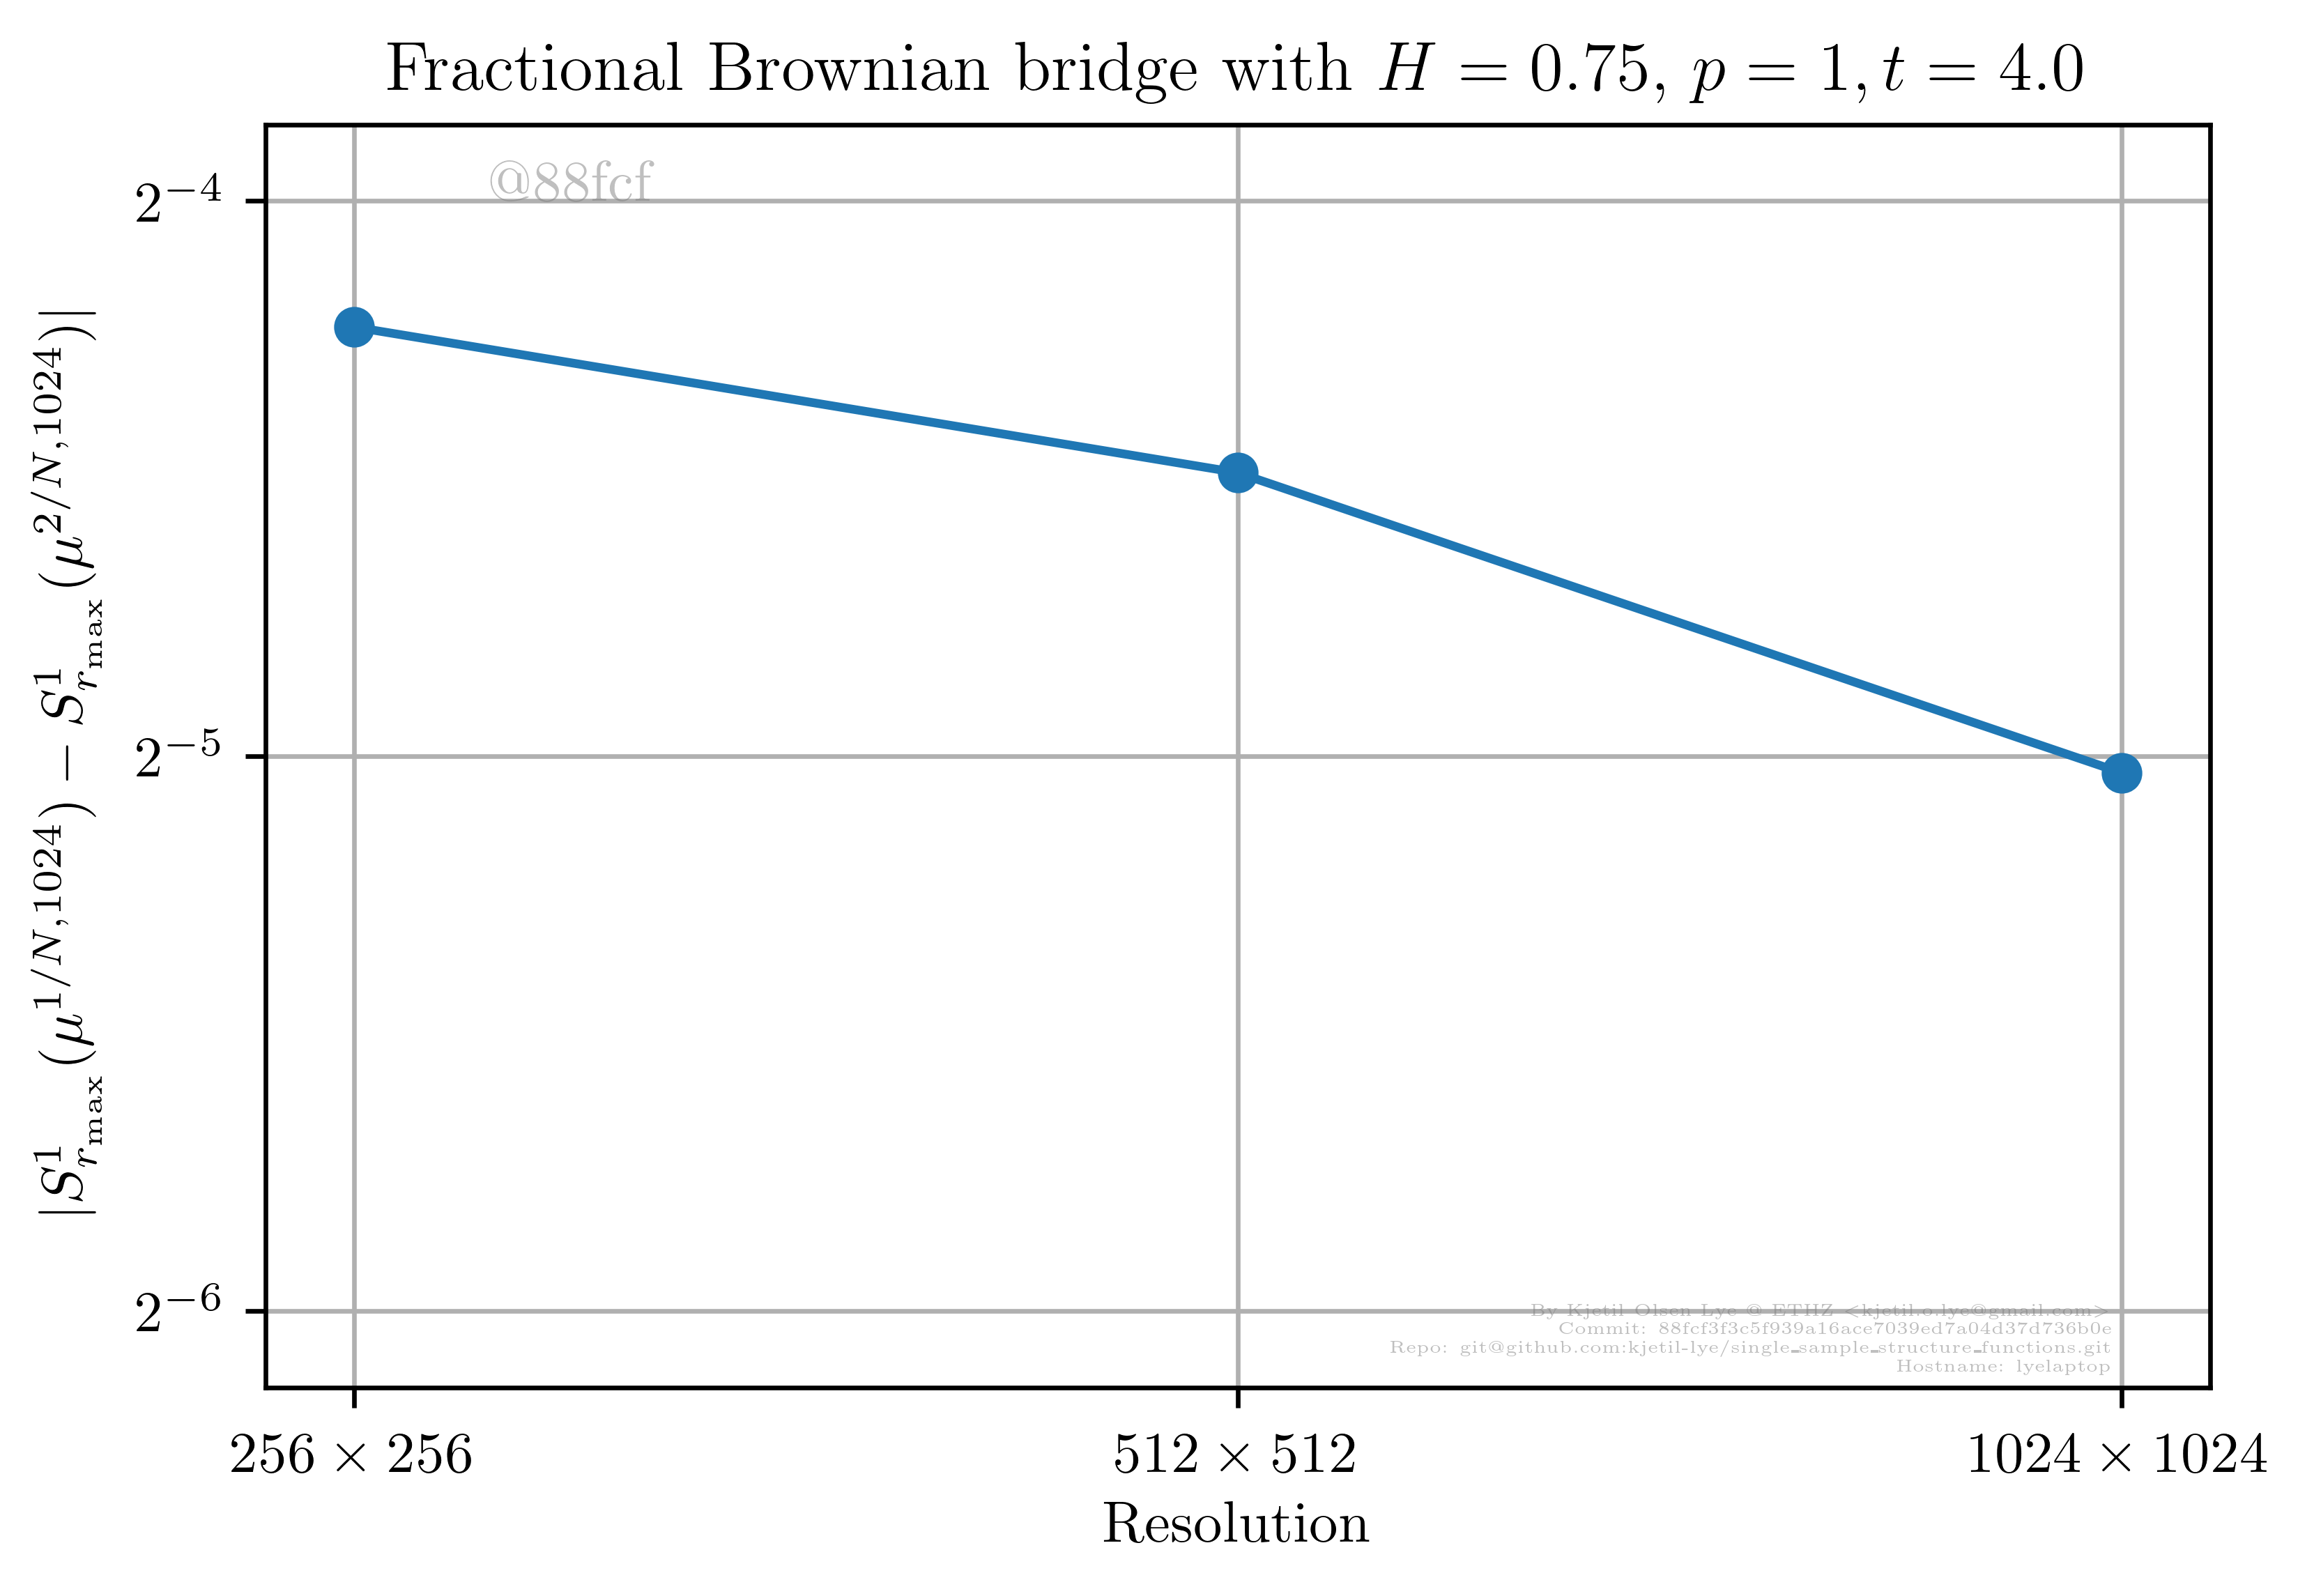 Fractional Brownian bridge with H = 0.75, p = 1, t = 4.0
@88fcf
|S^1_{r_max}(μ^{1/N,1024}) − S^1_{r_max}(μ^{2/N,1024})|
2^{−4}
2^{−5}
2^{−6}
By Kjetil Olsen Lye @ ETHZ <kjetil.o.lye@gmail.com>
Commit: 88fcf3f3c5f939a16ace7039ed7a04d37d736b0e
Repo: git@github.com:kjetil-lye/single_sample_structure_functions.git
Hostname: lyelaptop
256 × 256
512 × 512
1024 × 1024
Resolution